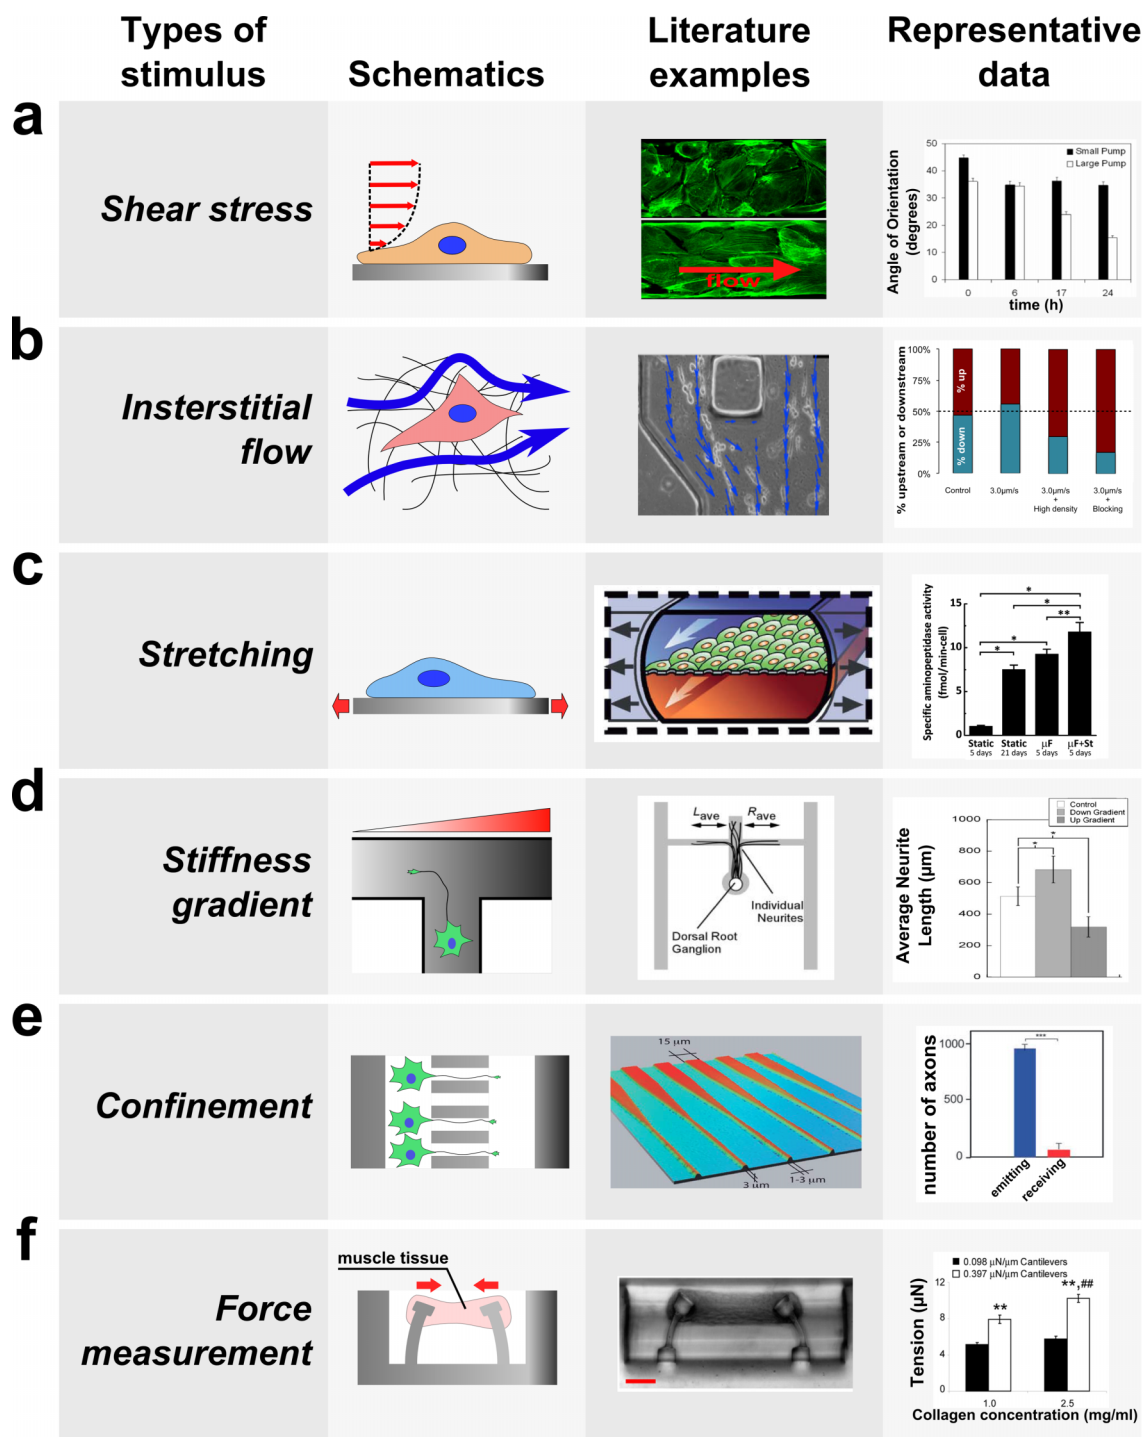 Types of
stimulus
Schematics
Literature
examples
Representative
data
a
Shear stress
flow
Small Pump
Large Pump
Angle of Orientation
(degrees)
50
40
30
20
10
0
0 6 17 24
time (h)
b
Insterstitial
flow
% upstream or downstream
100%
75%
50%
25%
0%
% up
% down
Control
3.0µm/s
3.0µm/s
+
High density
3.0µm/s
+
Blocking
c
Stretching
Specific aminopeptidase activity
(fmol/min-cell)
15
10
5
0
* * ** * *
Static
5 days
Static
21 days
µF
5 days
µF+St
5 days
d
Stiffness
gradient
Lave Rave
Individual
Neurites
Dorsal Root
Ganglion
Control
Down Gradient
Up Gradient
Average Neurite
Length (µm)
1000
800
600
400
200
0
* *
e
Confinement
15 µm
3 µm
1-3 µm
number of axons
1000
500
0
***
emitting
receiving
f
Force
measurement
muscle tissue
0.098 µN/µm Cantilevers
0.397 µN/µm Cantilevers
Tension (µN)
12
8
4
0
**
**,##
1.0 2.5
Collagen concentration (mg/ml)